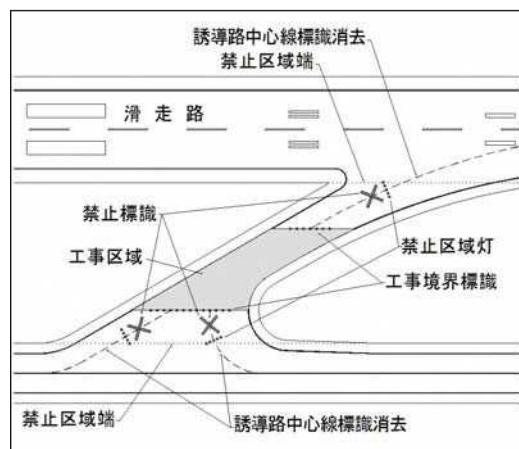 誘導路中心線標識消去
禁止区域端
滑走路
禁止標識
工事区域
禁止区域灯
工事境界標識
禁止区域端
誘導路中心線標識消去